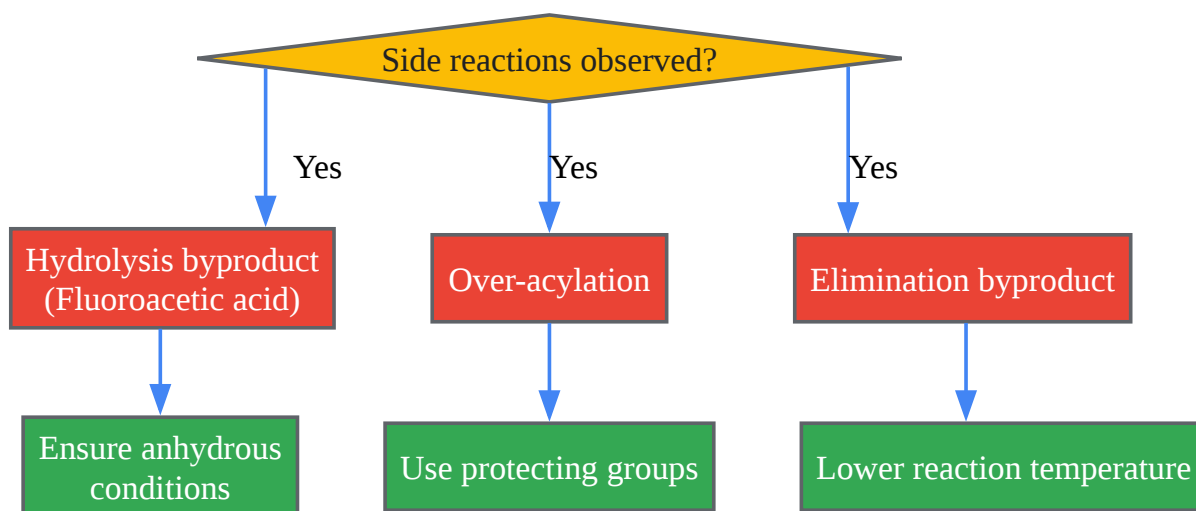 Side reactions observed?
Yes
Yes
Yes
Hydrolysis byproduct
(Fluoroacetic acid)
Over-acylation
Elimination byproduct
Ensure anhydrous
conditions
Use protecting groups
Lower reaction temperature